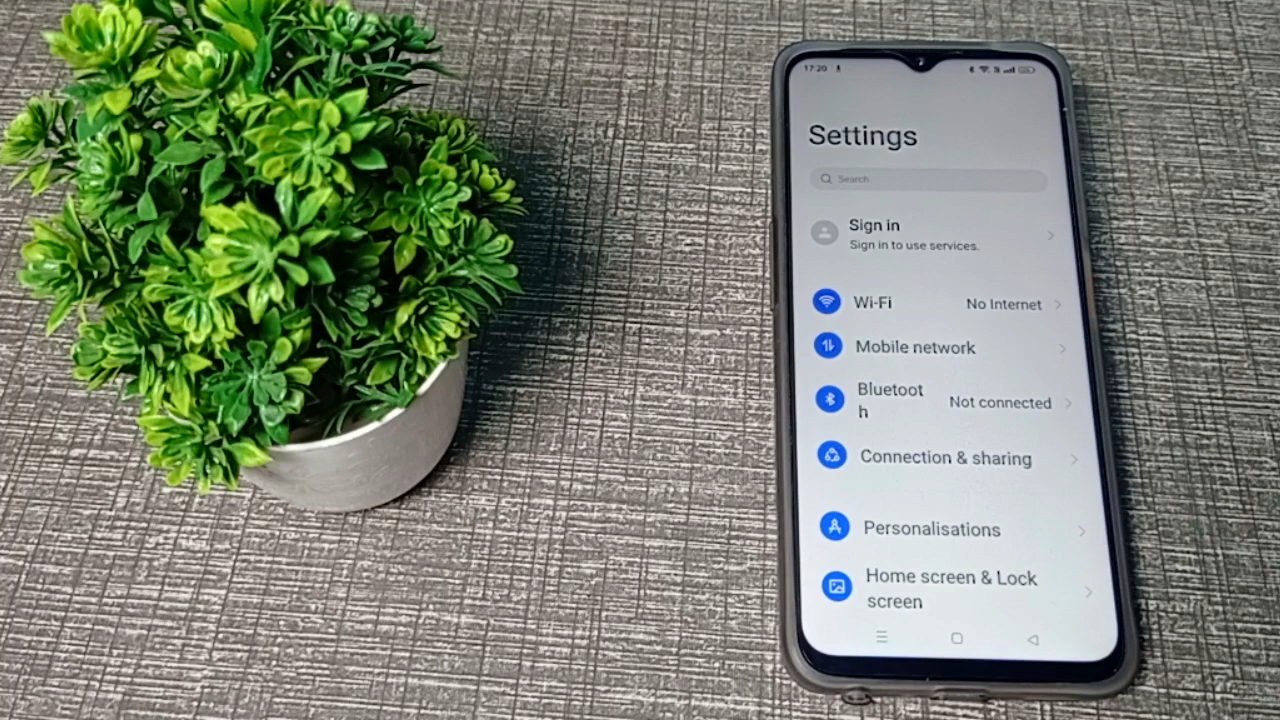 17:20
Settings
Search
Sign in
Sign in to use services.
Wi-Fi No Internet
Mobile network
Bluetoot
h
Not connected
Connection & sharing
Personalisations
Home screen & Lock
screen